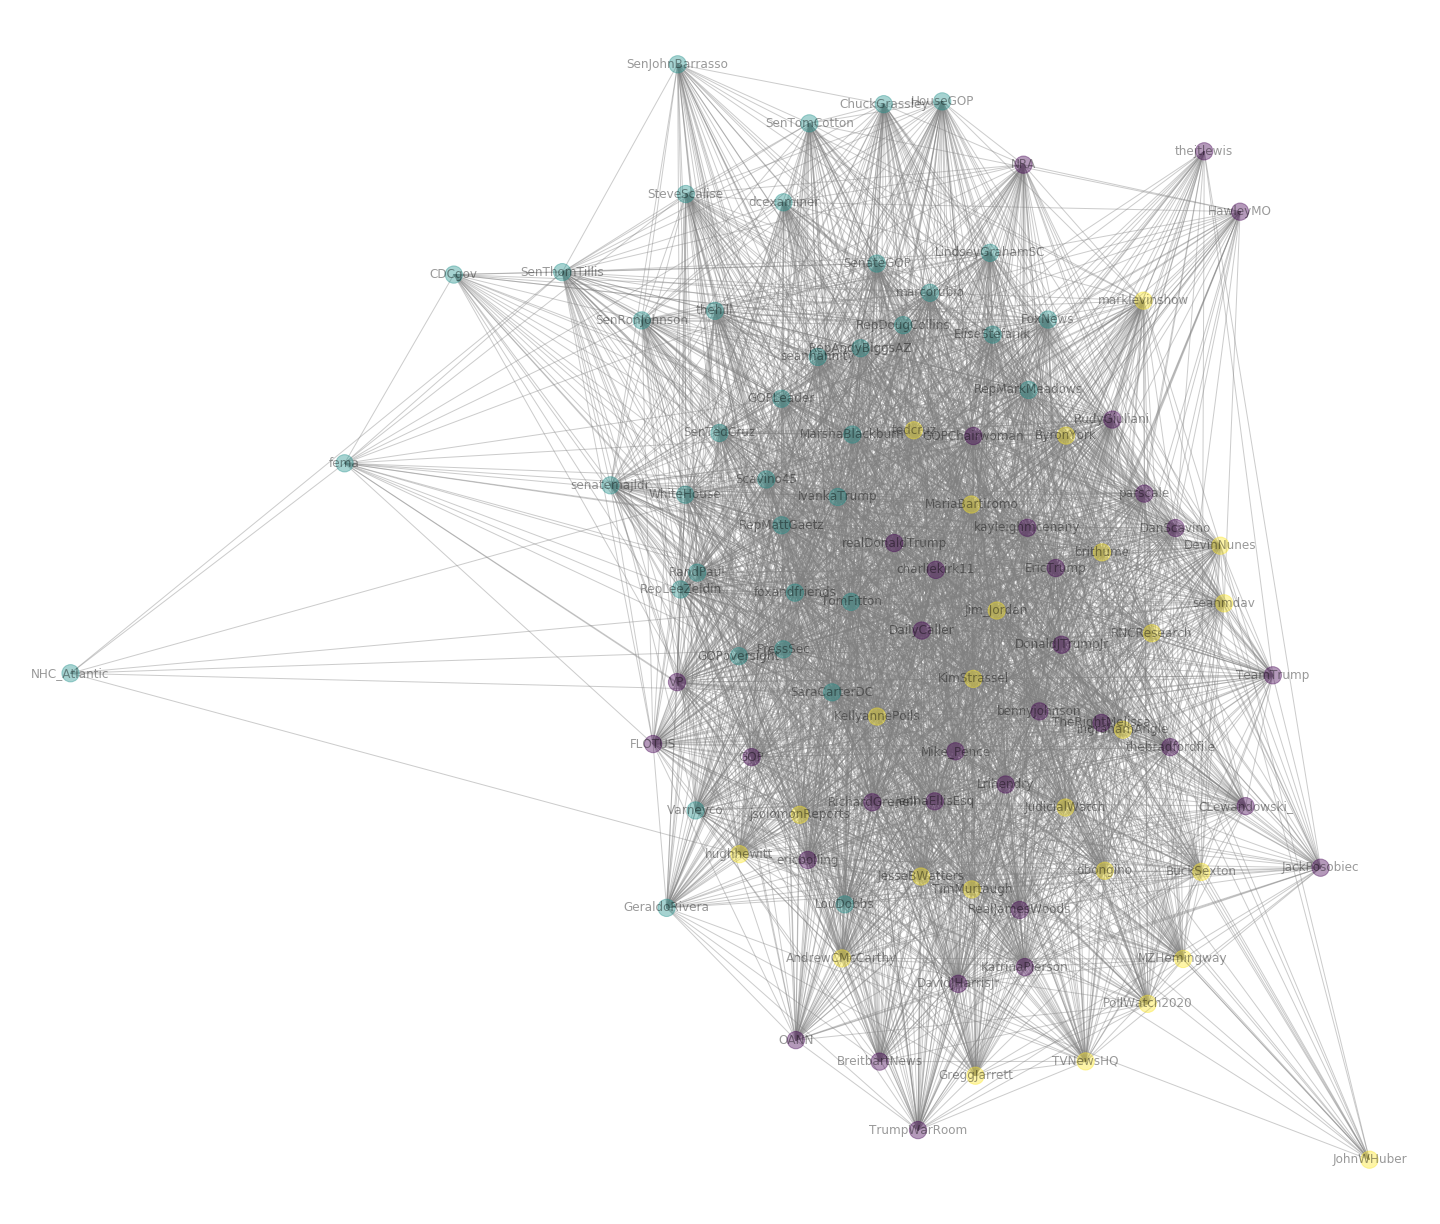 SenJohnBarrasso
ChuckGrassley
HouseGOP
SenTomCotton
NRA
thejtlewis
SteveScalise
dcexaminer
HawleyMO
LindseyGrahamSC
SenateGOP
CDCgov
SenThomTillis
marcorubio
marklevinshow
thehill
SenRonJohnson
FoxNews
RepDougCollins
EliseStefanik
RepAndyBiggsAZ
seanhannity
RepMarkMeadows
GOPLeader
RudyGiuliani
SenTedCruz
MarshaBlackburn
tedcruz
GOPChairwoman
ByronYork
fema
Scavino45
senatemajldr
WhiteHouse
IvankaTrump
parscale
MariaBartiromo
RepMattGaetz
kayleighmcenany
DanScavino
realDonaldTrump
DevinNunes
brithume
RandPaul
charliekirk11
EricTrump
RepLeeZeldin
foxandfriends
TomFitton
seanmdav
Jim_Jordan
DailyCaller
RNCResearch
DonaldJTrumpJr
PressSec
GOPoversight
NHC_Atlantic
VP
KimStrassel
TeamTrump
SaraCarterDC
KellyannePolls
bennyjohnson
TheRightMelissa
IngrahamAngle
FLOTUS
GOP
Mike_Pence
thebradfordfile
Varneyco
jsolomonReports
RichardGrenell
JennaEllisEsq
JudicialWatch
CLewandowski_
hughhewitt
ericbolling
JackPosobiec
JesseBWatters
TimMurtaugh
dbongino
BuckSexton
GeraldoRivera
LouDobbs
RealJamesWoods
AndrewCMcCarthy
MZHemingway
KatrinaPierson
DavidJHarrisJr
PollWatch2020
OANN
BreitbartNews
TVNewsHQ
GreggJarrett
TrumpWarRoom
JohnWHuber